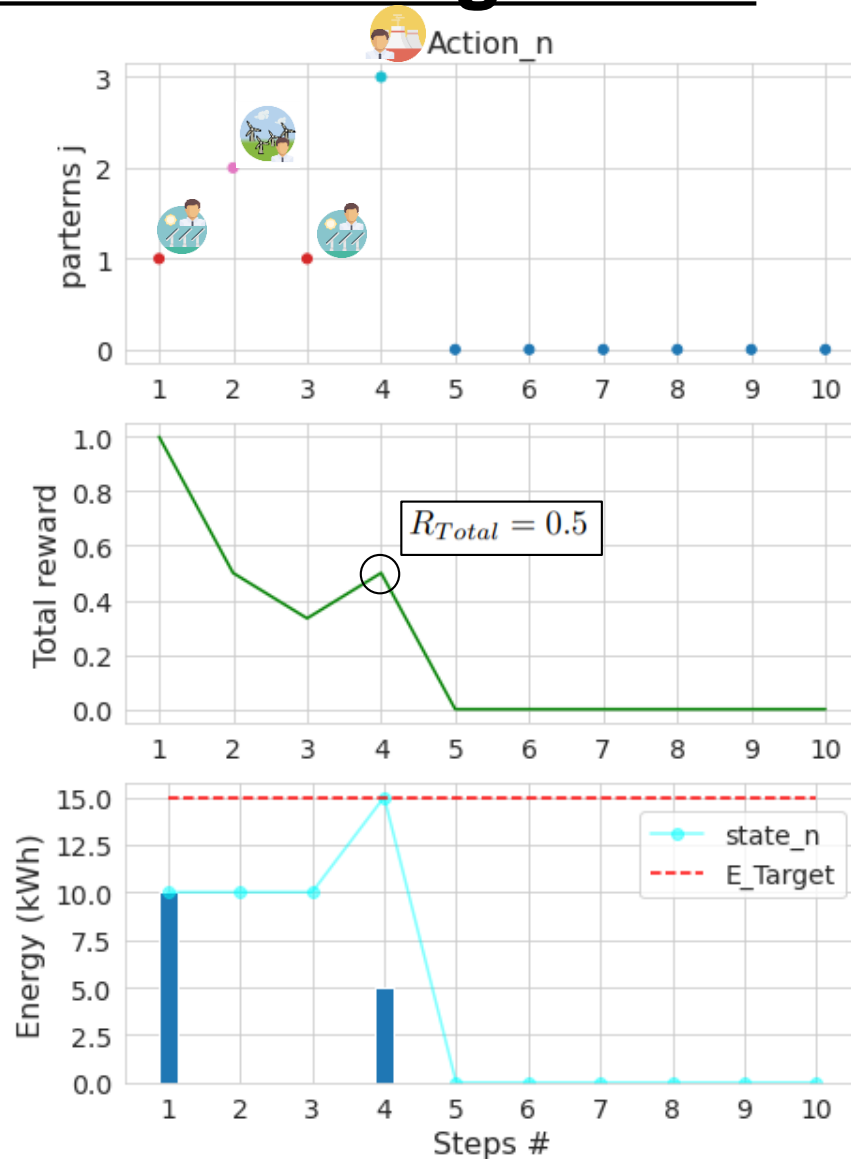 Action_n
parterns j
3
2
1
0
1 2 3 4 5 6 7 8 9 10
Total reward
1.0
0.8
0.6
0.4
0.2
0.0
R_Total = 0.5
1 2 3 4 5 6 7 8 9 10
Energy (kWh)
15.0
12.5
10.0
7.5
5.0
2.5
0.0
state_n
E_Target
1 2 3 4 5 6 7 8 9 10
Steps #